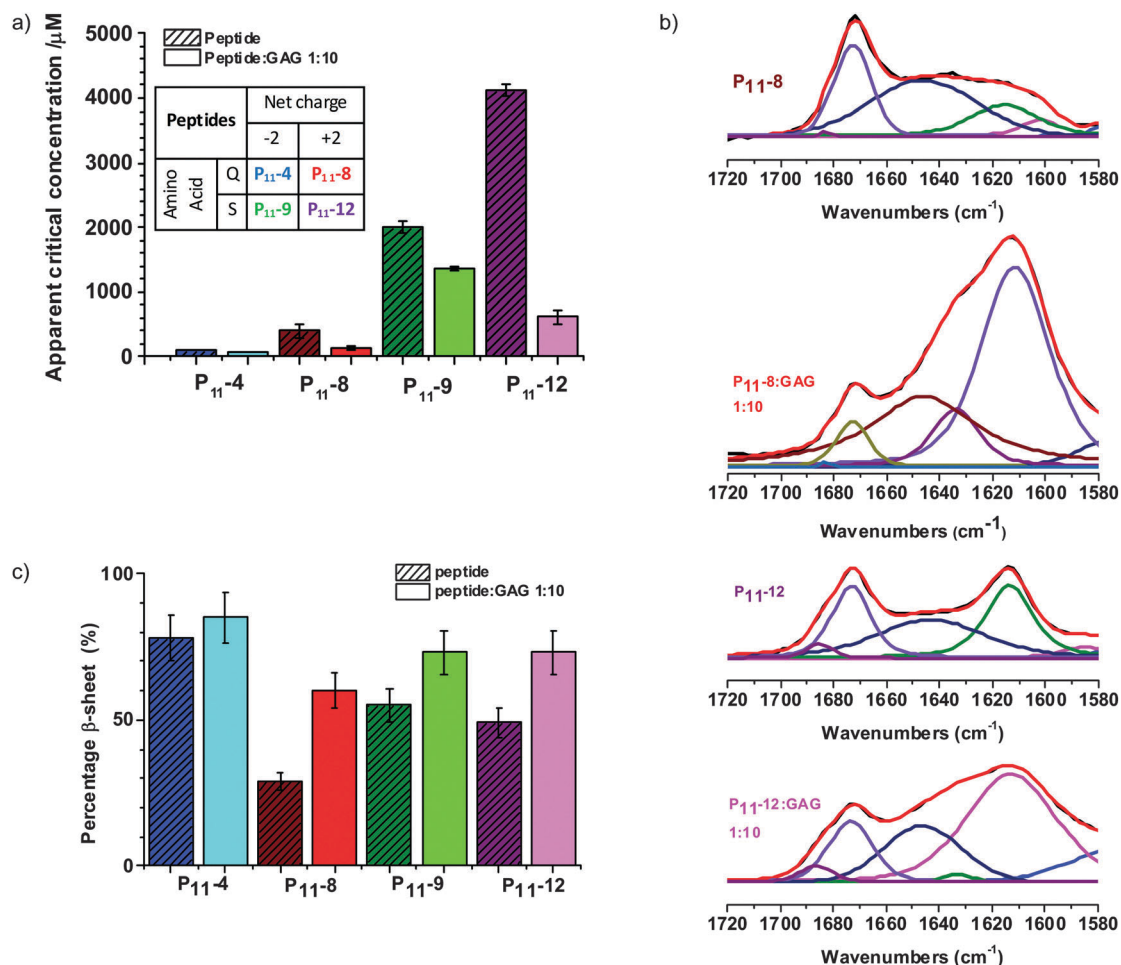 a)
Apparent critical concentration /µM
5000
4000
3000
2000
1000
0
Peptide
Peptide:GAG 1:10
Peptides
Net charge
-2
+2
Amino Acid
Q
P11-4
P11-8
S
P11-9
P11-12
P11-4
P11-8
P11-9
P11-12
b)
P11-8
1720 1700 1680 1660 1640 1620 1600 1580
Wavenumbers (cm-1)
P11-8:GAG
1:10
1720 1700 1680 1660 1640 1620 1600 1580
Wavenumbers (cm-1)
P11-12
1720 1700 1680 1660 1640 1620 1600 1580
Wavenumbers (cm-1)
P11-12:GAG
1:10
1720 1700 1680 1660 1640 1620 1600 1580
Wavenumbers (cm-1)
c)
Percentage β-sheet (%)
100
50
0
peptide
peptide:GAG 1:10
P11-4
P11-8
P11-9
P11-12